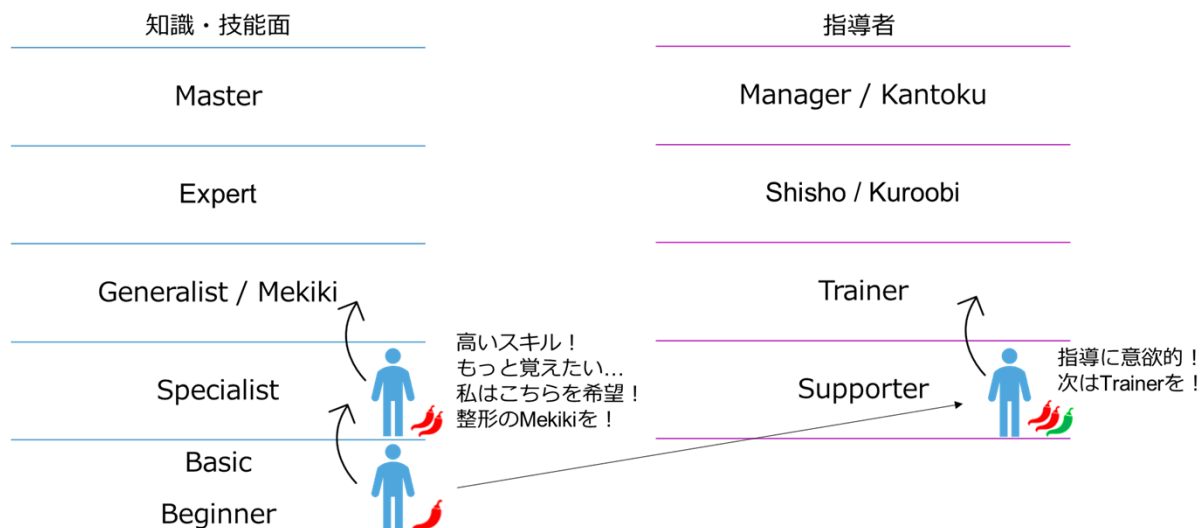 知識・技能面
Master
Expert
Generalist / Mekiki
Specialist
Basic
Beginner
高いスキル！
もっと覚えたい…
私はこちらを希望！
整形のMekikiを！
指導者
Manager / Kantoku
Shisho / Kuroobi
Trainer
Supporter
指導に意欲的！
次はTrainerを！